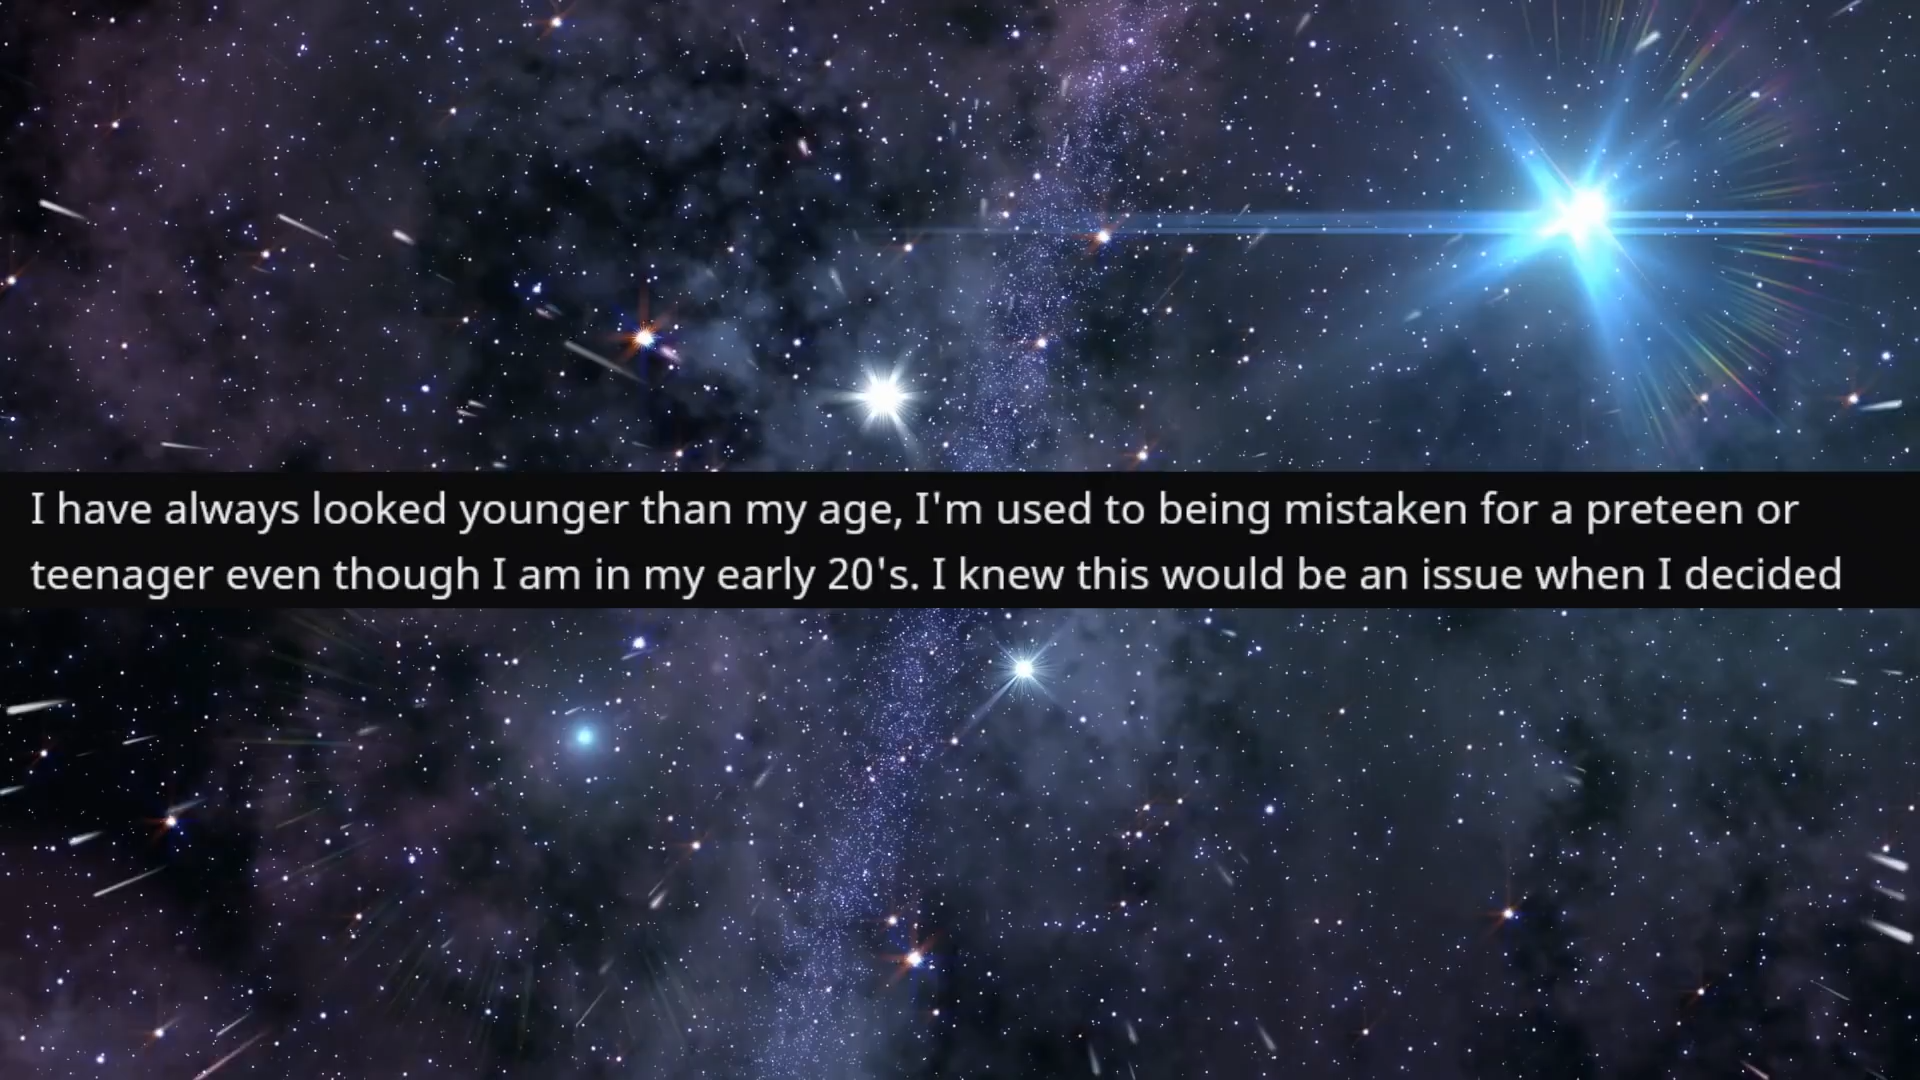 I have always looked younger than my age, I'm used to being mistaken for a preteen or
teenager even though I am in my early 20's. I knew this would be an issue when I decided